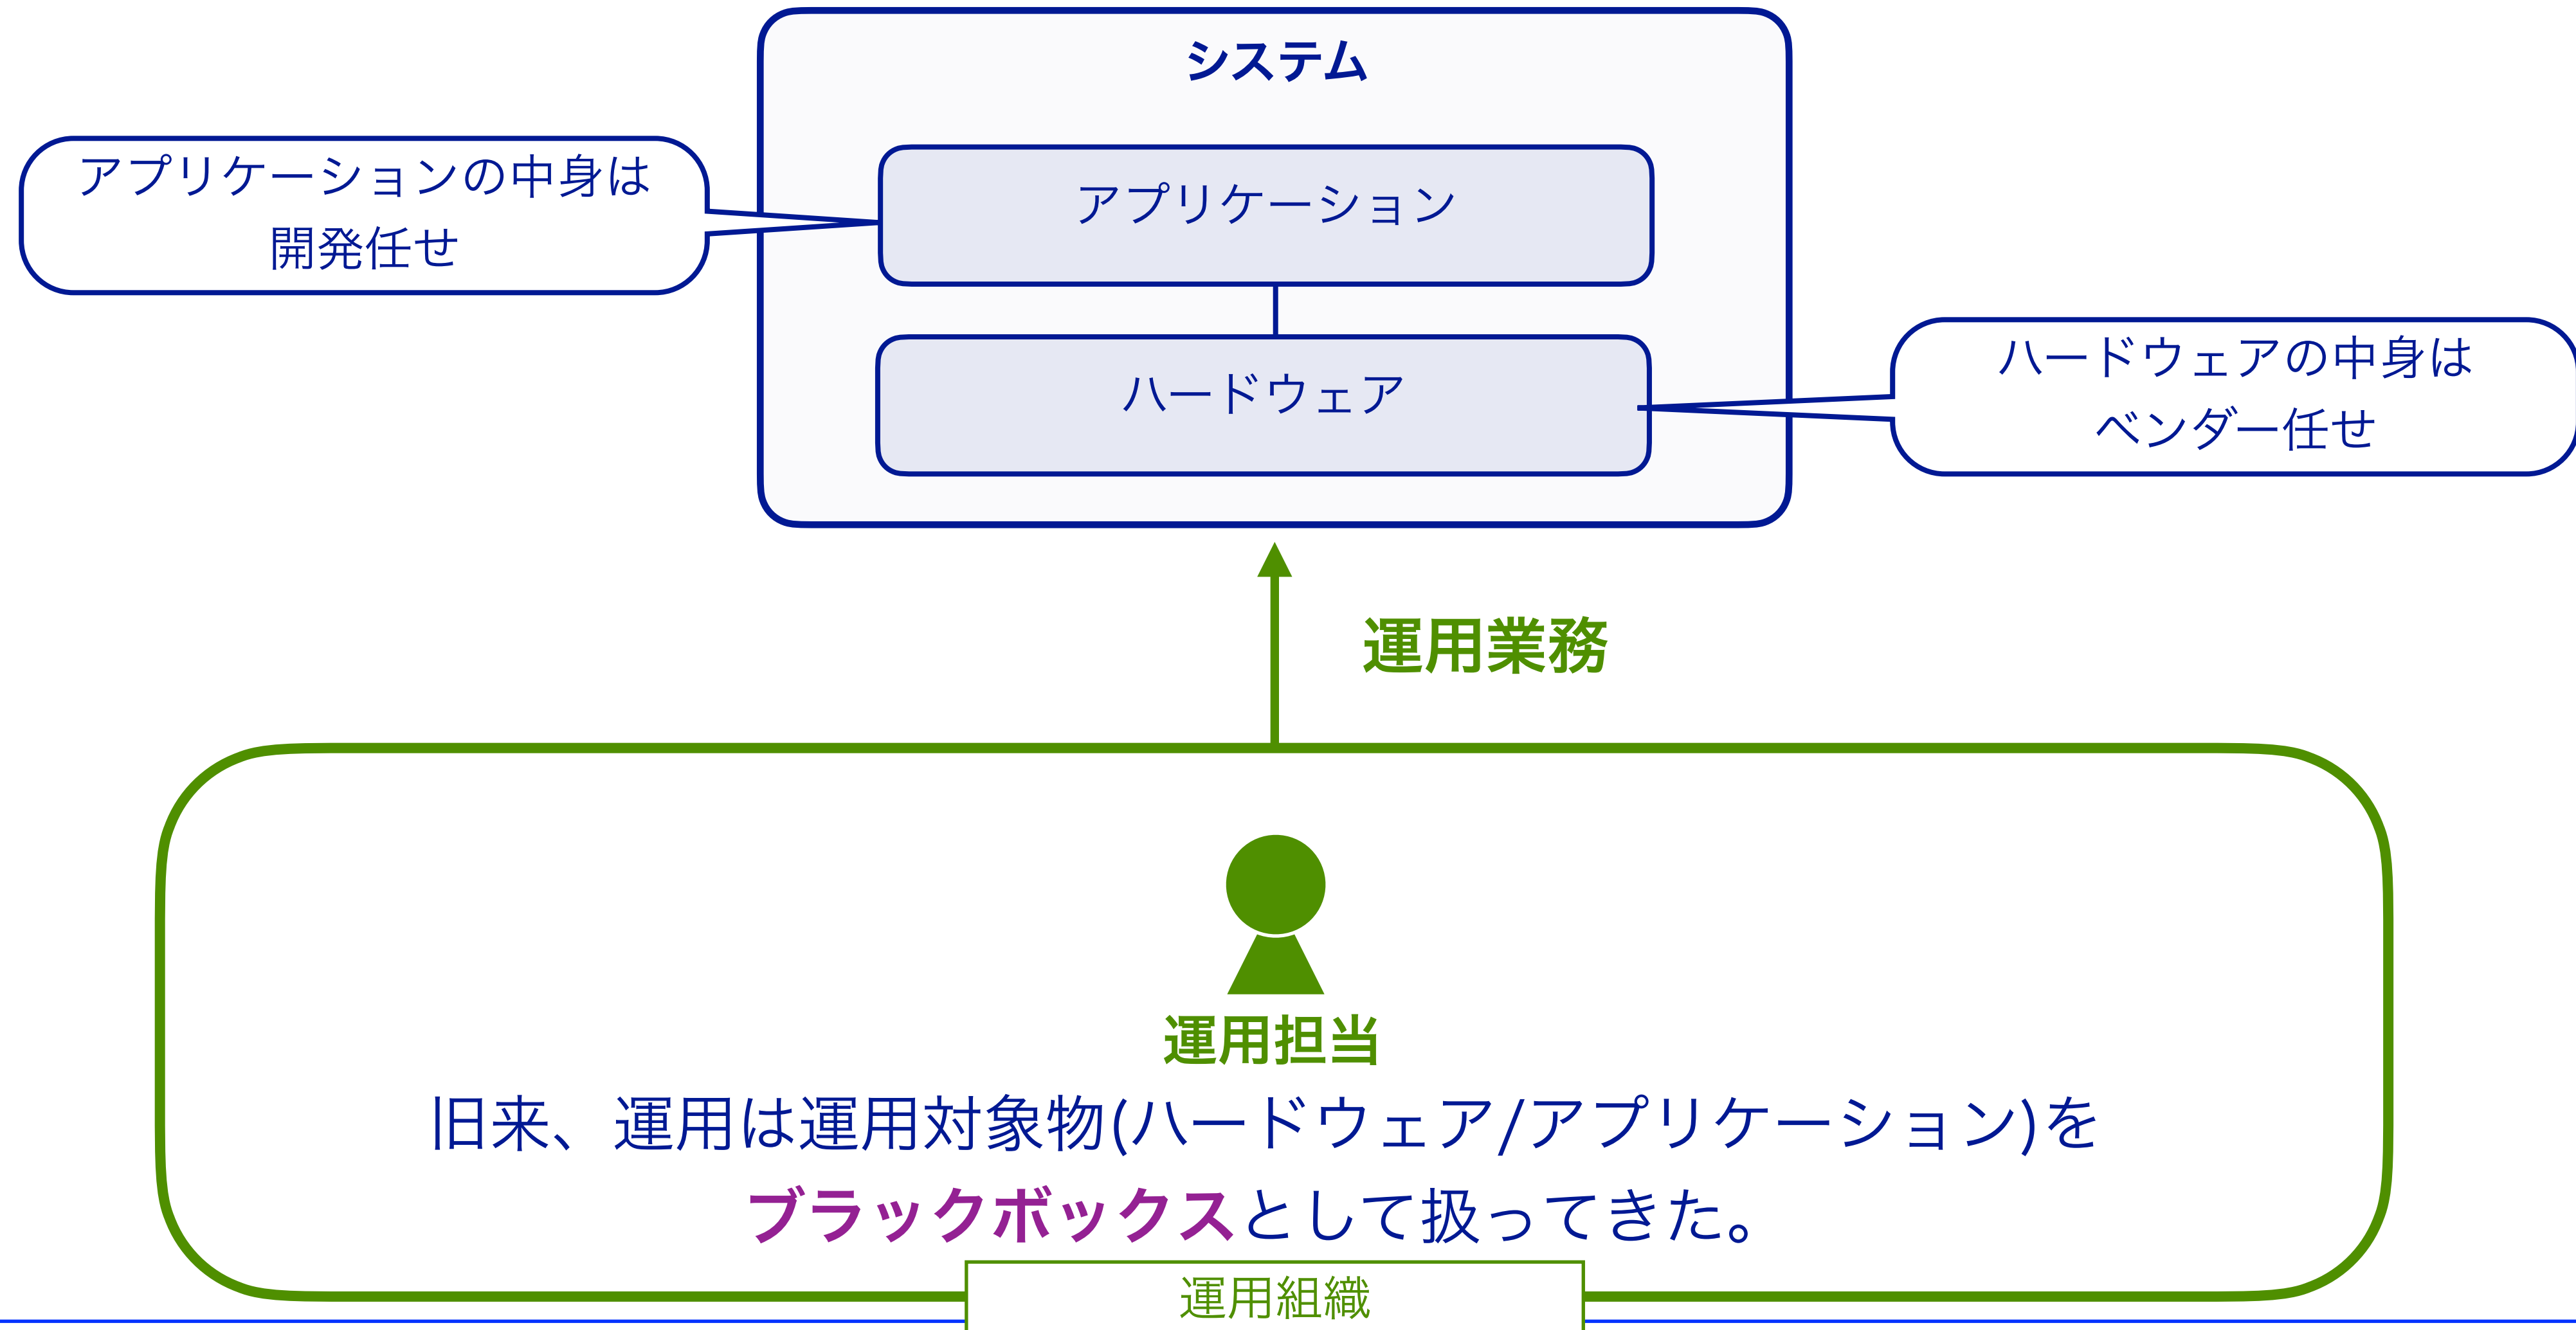 システム
アプリケーションの中身は
開発任せ
アプリケーション
ハードウェアの中身は
ベンダー任せ
ハードウェア
運用業務
運用担当
旧来、運用は運用対象物(ハードウェア/アプリケーション)を
ブラックボックスとして扱ってきた。
運用組織